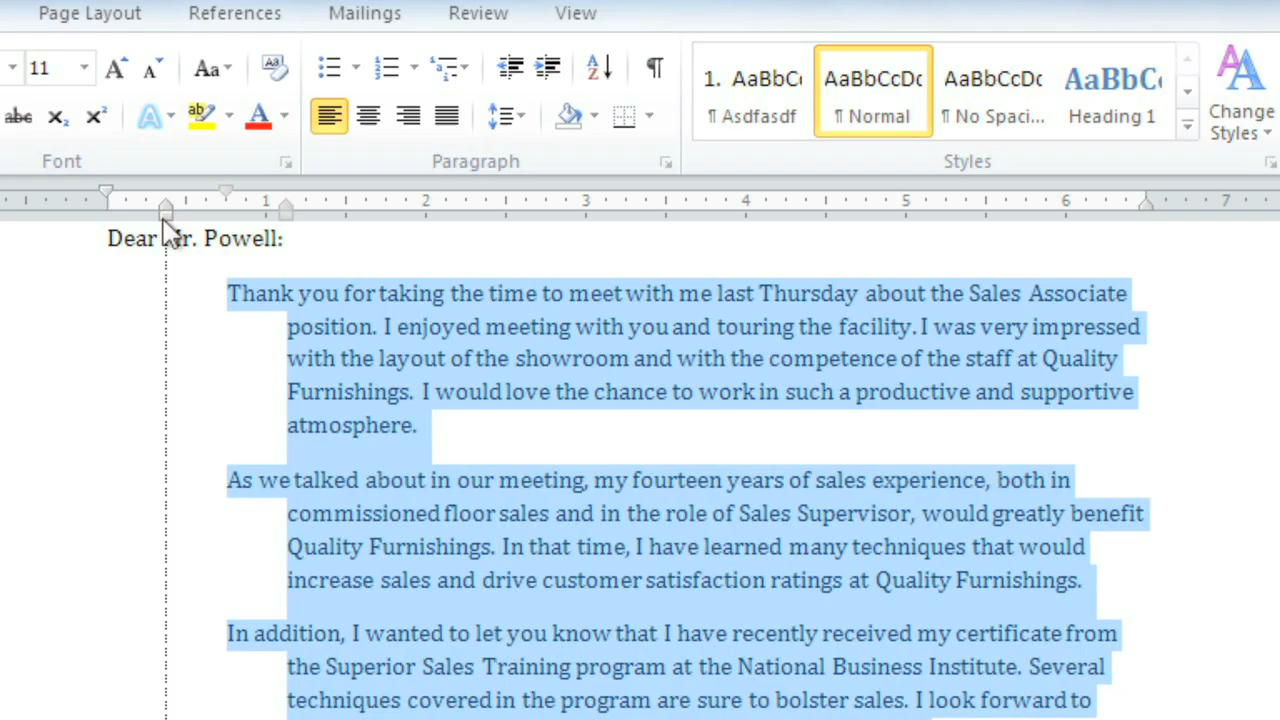 Page Layout References Mailings Review View
11 Aa
A Z
1. AaBbC AaBbCcDc AaBbCcDc AaBbC
abc X₂ X² A ab A
¶ Asdfasdf ¶ Normal ¶ No Spaci... Heading 1
Change Styles
Font Paragraph Styles
1 2 3 4 5 6 7
Dear Powell:
Thank you for taking the time to meet with me last Thursday about the Sales Associate
position. I enjoyed meeting with you and touring the facility. I was very impressed
with the layout of the showroom and with the competence of the staff at Quality
Furnishings. I would love the chance to work in such a productive and supportive
atmosphere.
As we talked about in our meeting, my fourteen years of sales experience, both in
commissioned floor sales and in the role of Sales Supervisor, would greatly benefit
Quality Furnishings. In that time, I have learned many techniques that would
increase sales and drive customer satisfaction ratings at Quality Furnishings.
In addition, I wanted to let you know that I have recently received my certificate from
the Superior Sales Training program at the National Business Institute. Several
techniques covered in the program are sure to bolster sales. I look forward to